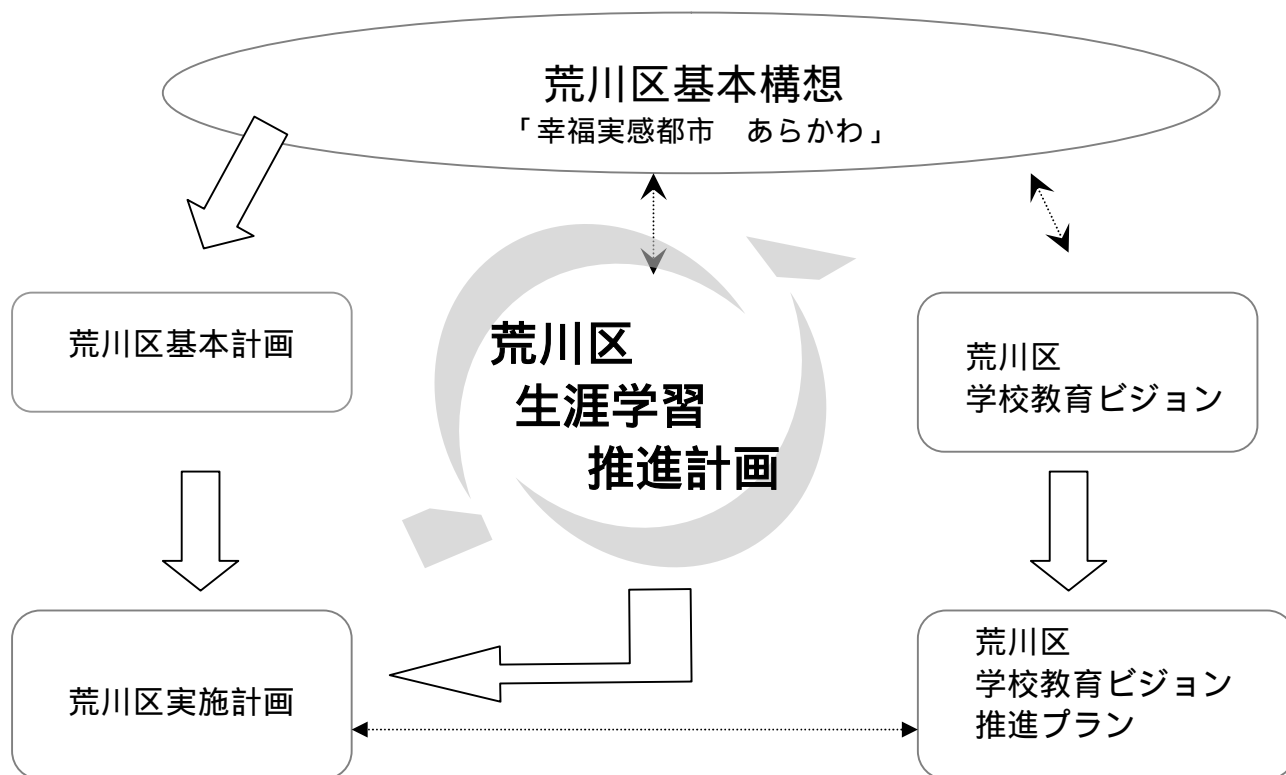 荒川区基本構想
「幸福実感都市　あらかわ」
荒川区基本計画
荒川区
生涯学習
推進計画
荒川区
学校教育ビジョン
荒川区実施計画
荒川区
学校教育ビジョン
推進プラン